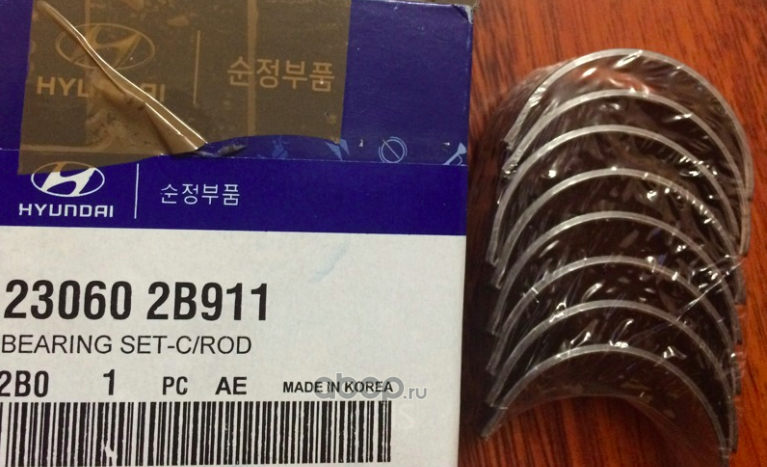 HYUNDAI 순정부품
HYUNDAI 순정부품
23060 2B911
BEARING SET-C/ROD
2B0 1 PC AE MADE IN KOREA
abcp.ru